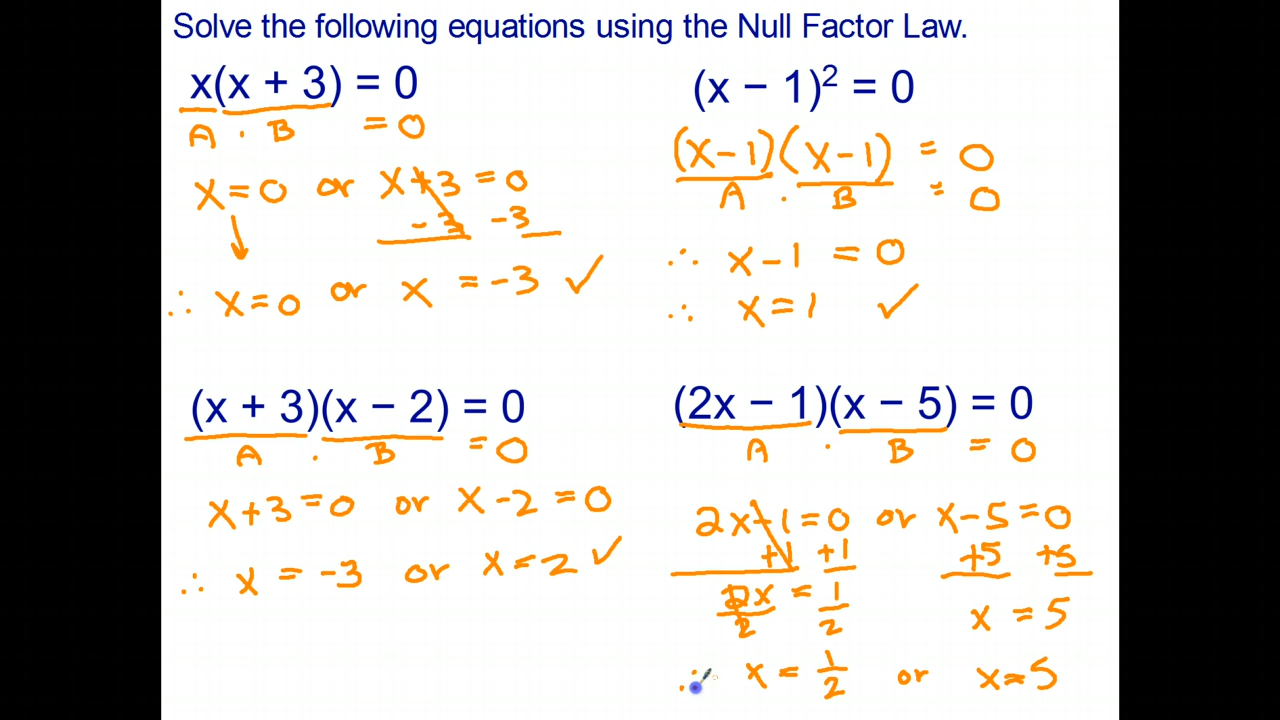 Solve the following equations using the Null Factor Law.
x(x + 3) = 0
A · B = 0
x = 0 or x + 3 = 0
- 3 - 3
∴ x = 0 or x = -3 ✓
(x − 1)² = 0
(x - 1)(x - 1) = 0
A · B = 0
∴ x - 1 = 0
∴ x = 1 ✓
(x + 3)(x − 2) = 0
A · B = 0
x + 3 = 0 or x - 2 = 0
∴ x = -3 or x = 2 ✓
(2x − 1)(x − 5) = 0
A · B = 0
2x - 1 = 0 or x - 5 = 0
+1 +1 +5 +5
2x = 1 x = 5
2 2
∴ x = 1/2 or x = 5